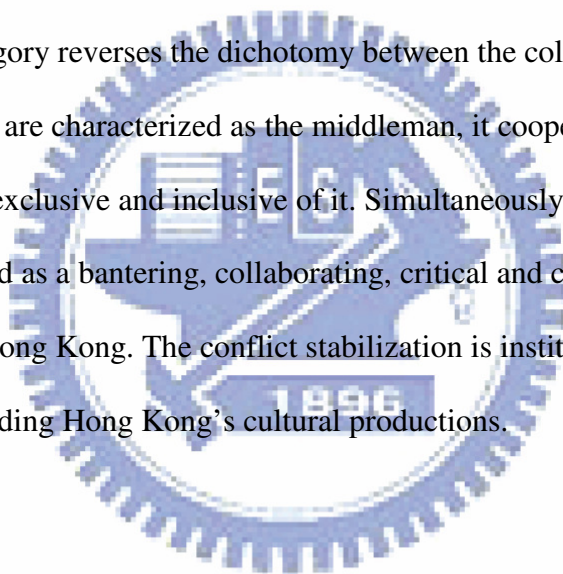 gory reverses the dichotomy between the col
are characterized as the middleman, it coope
ES
exclusive and inclusive of it. Simultaneously
d as a bantering, collaborating, critical and c
ong Kong. The conflict stabilization is instit
1896
ding Hong Kong's cultural productions.